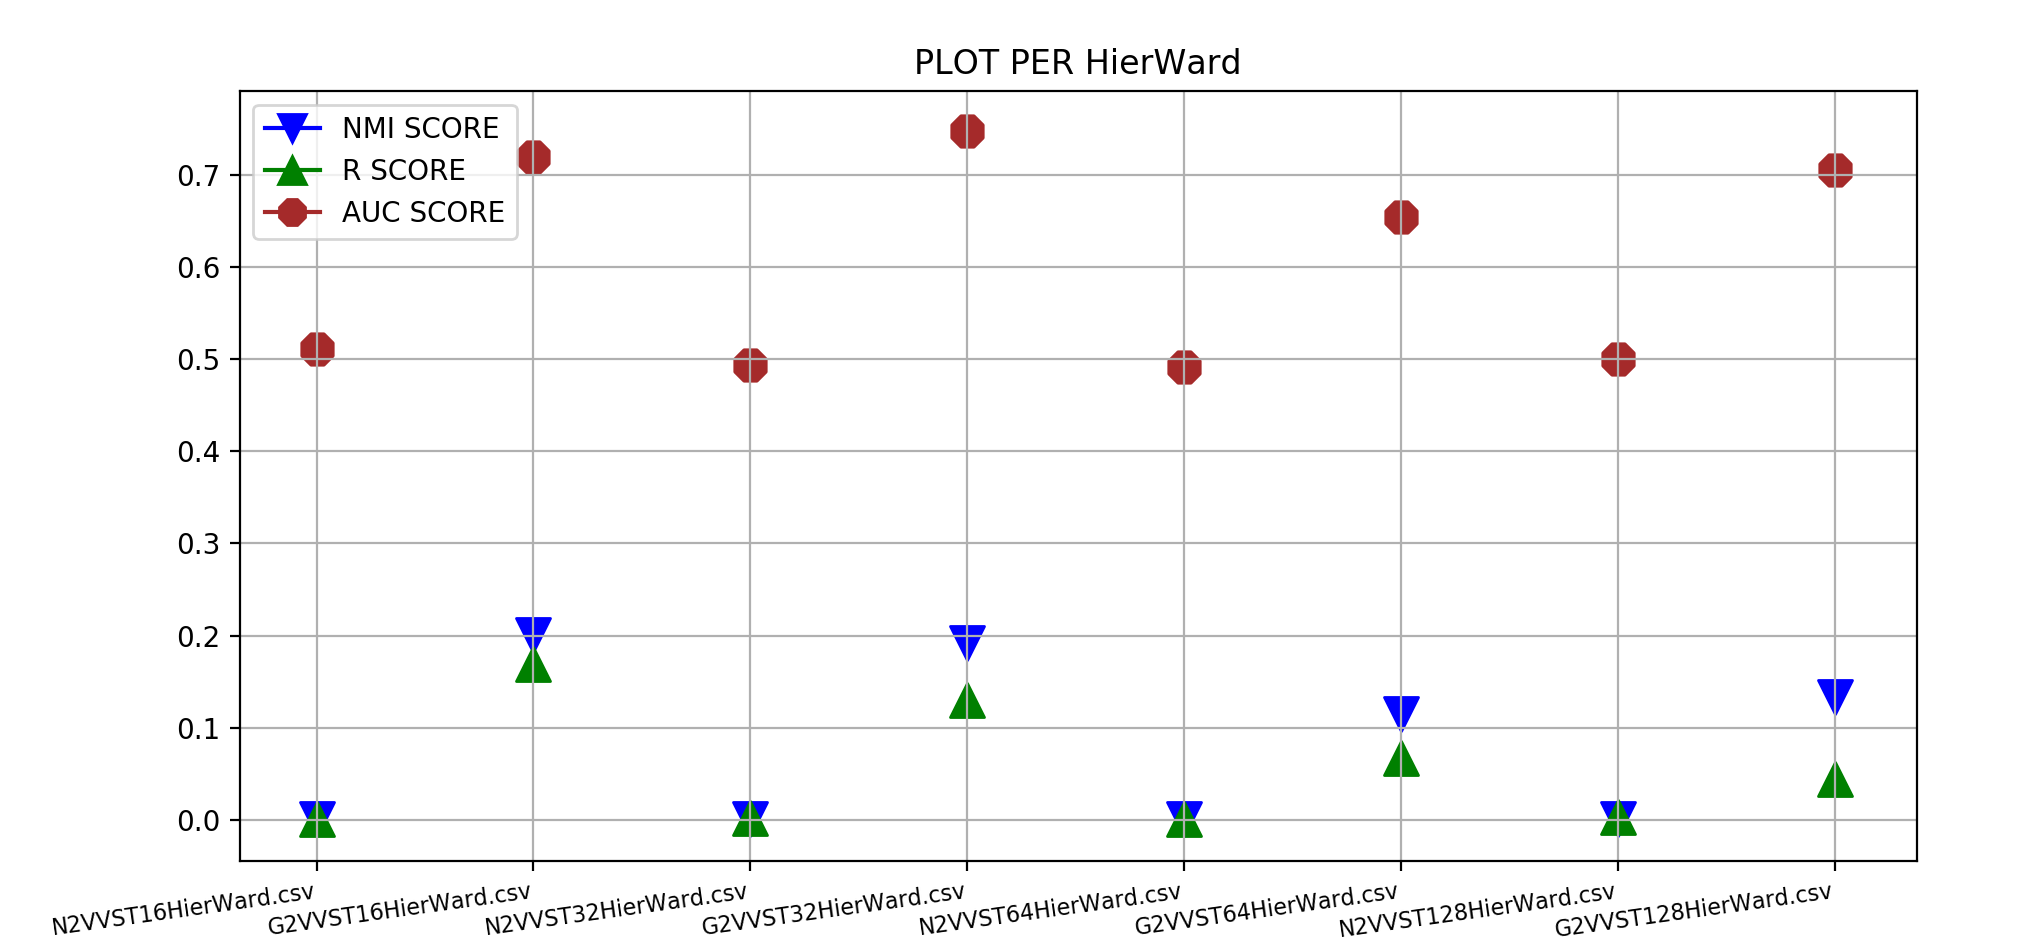 PLOT PER HierWard
NMI SCORE
R SCORE
AUC SCORE
0.7
0.6
0.5
0.4
0.3
0.2
0.1
0.0
N2VVST16HierWard.csv
G2VVST16HierWard.csv
N2VVST32HierWard.csv
G2VVST32HierWard.csv
N2VVST64HierWard.csv
G2VVST64HierWard.csv
N2VVST128HierWard.csv
G2VVST128HierWard.csv